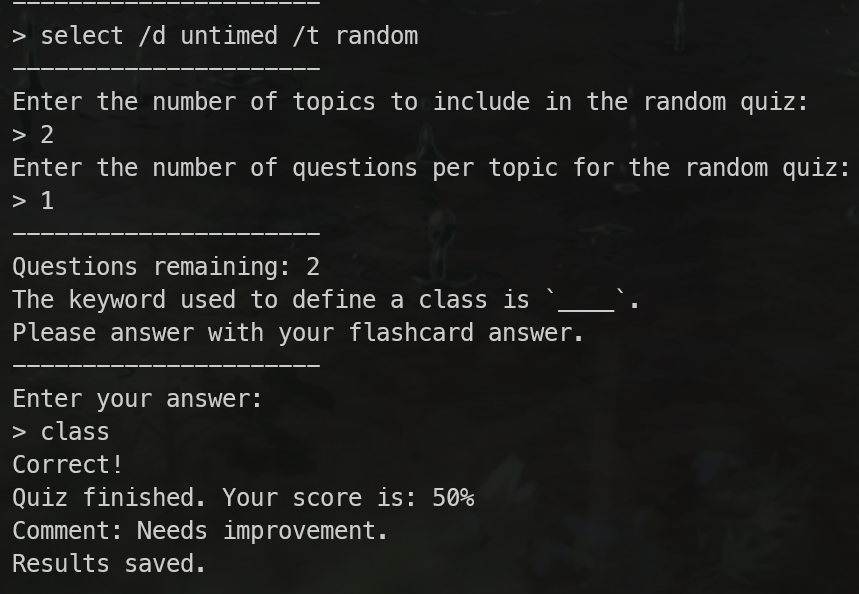 ----------------------
> select /d untimed /t random
----------------------
Enter the number of topics to include in the random quiz:
> 2
Enter the number of questions per topic for the random quiz:
> 1
----------------------
Questions remaining: 2
The keyword used to define a class is `____`.
Please answer with your flashcard answer.
----------------------
Enter your answer:
> class
Correct!
Quiz finished. Your score is: 50%
Comment: Needs improvement.
Results saved.